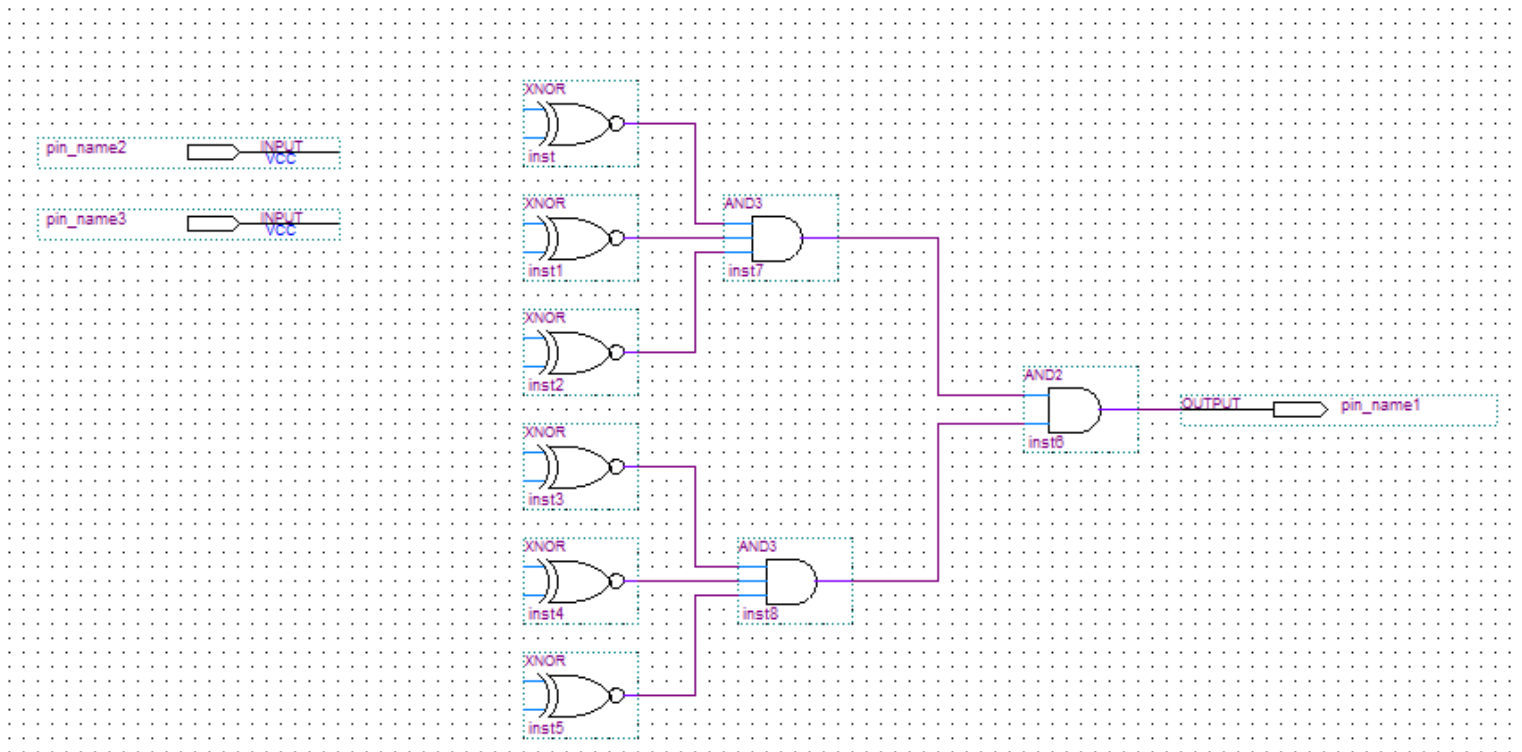 XNOR
inst
pin_name2 INPUT
VCC
pin_name3 INPUT
VCC
XNOR
inst1
AND3
inst7
XNOR
inst2
AND2
inst6
OUTPUT pin_name1
XNOR
inst3
XNOR
inst4
AND3
inst8
XNOR
inst5